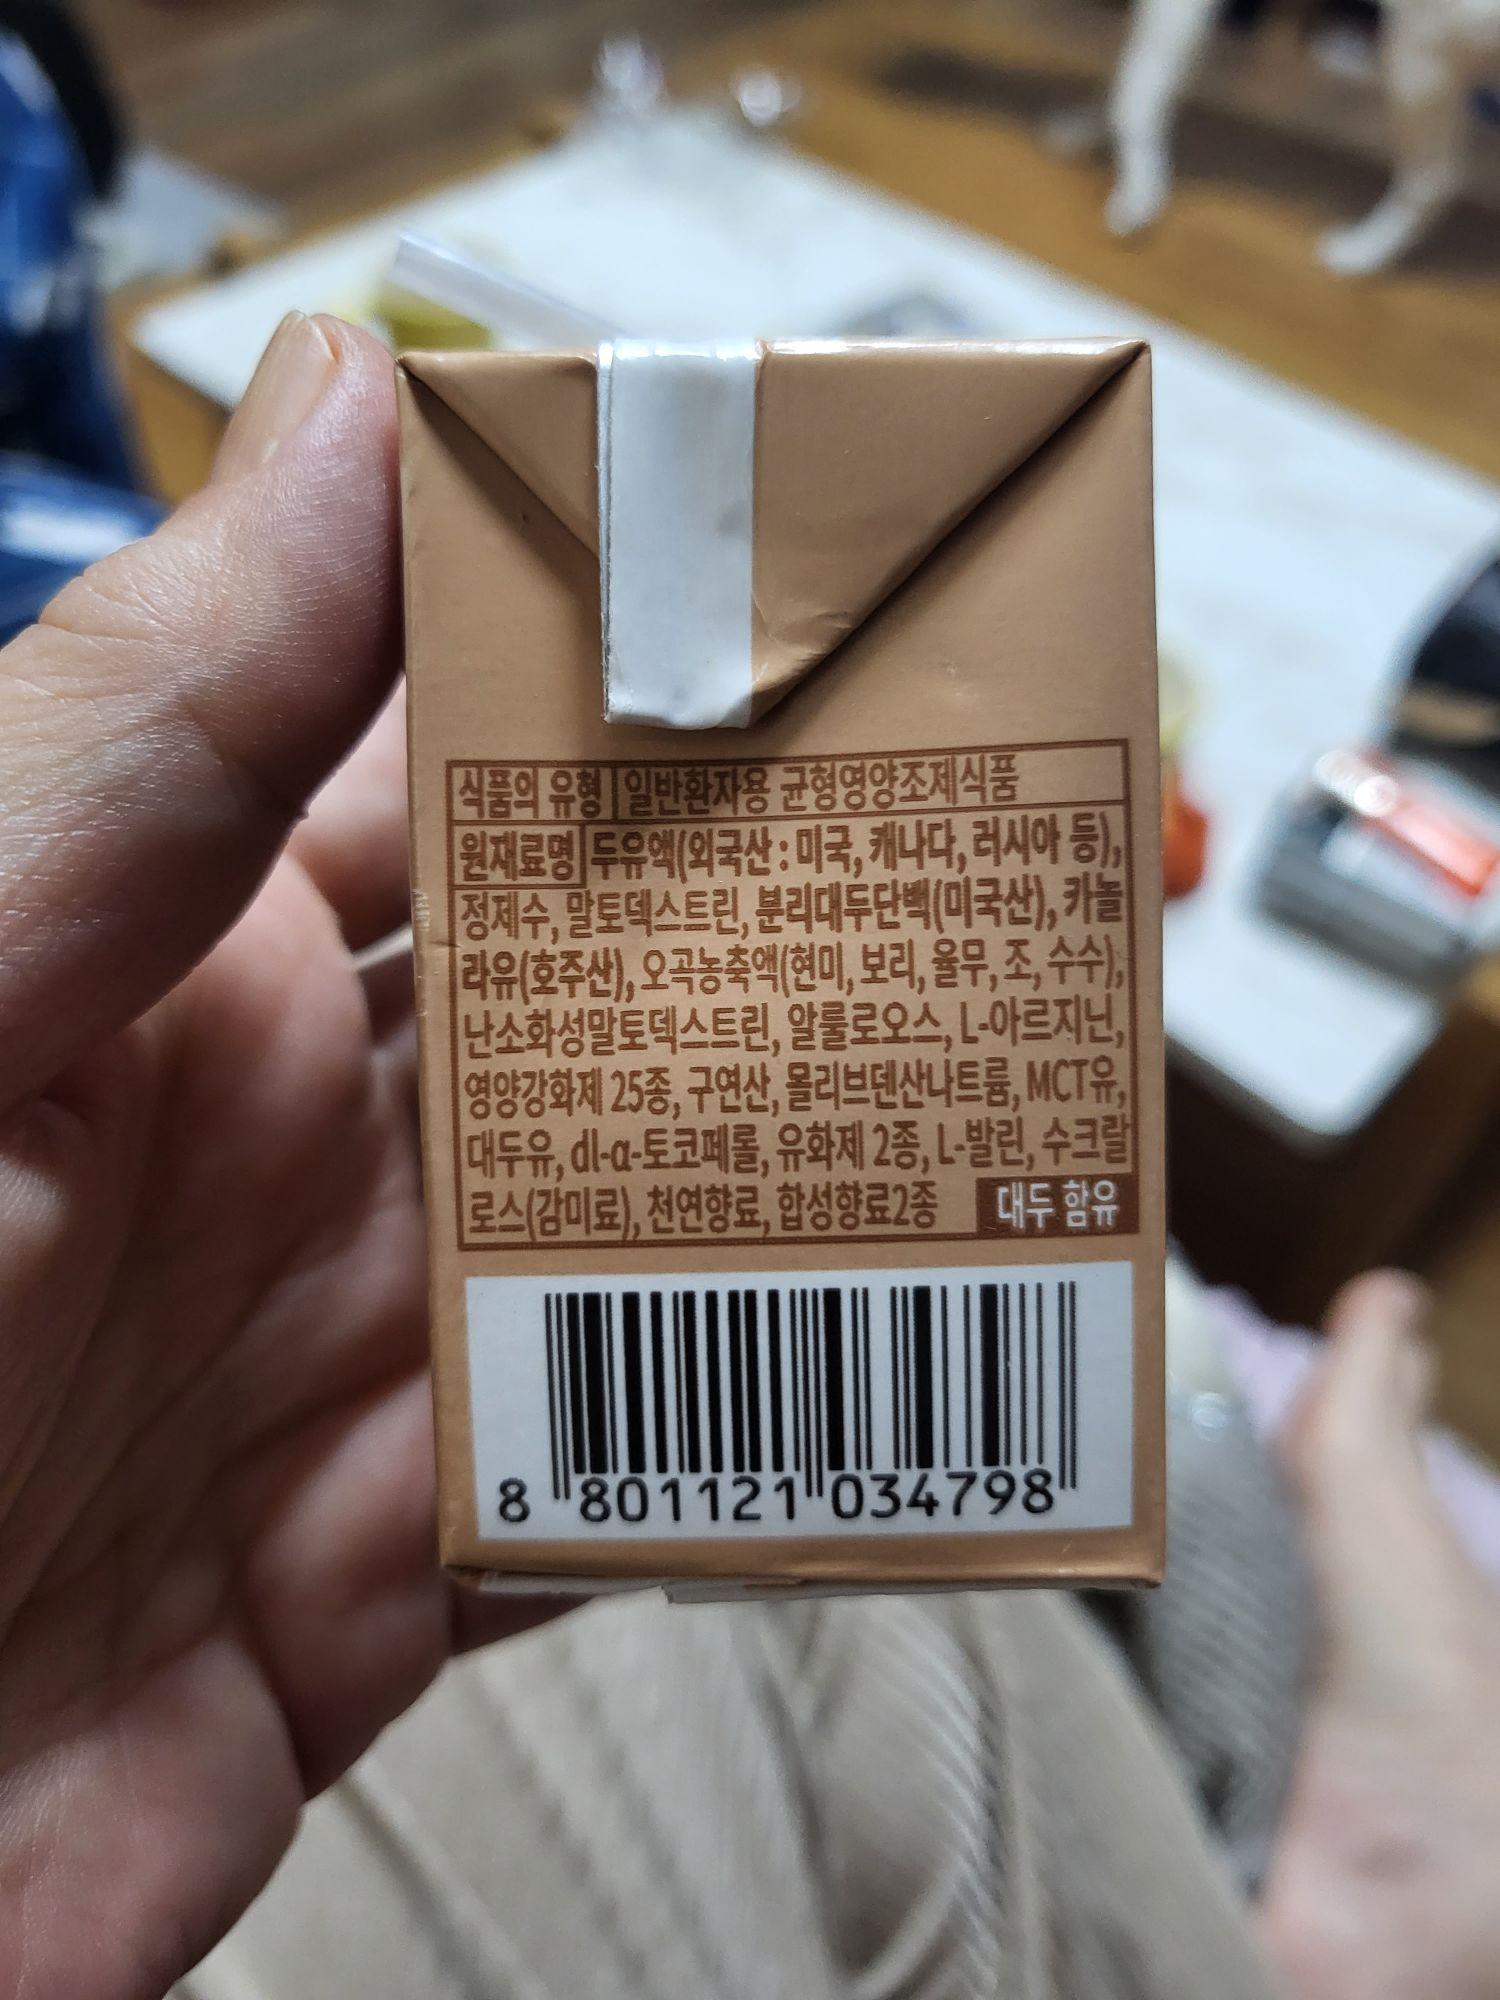 식품의 유형 일반환자용 균형영양조제식품
원재료명 두유액(외국산 : 미국, 캐나다, 러시아 등),
정제수, 말토덱스트린, 분리대두단백(미국산), 카놀
라유(호주산), 오곡농축액(현미, 보리, 율무, 조, 수수),
난소화성말토덱스트린, 알룰로오스, L-아르지닌,
영양강화제 25종, 구연산, 몰리브덴산나트륨, MCT유,
대두유, dl-α-토코페롤, 유화제 2종, L-발린, 수크랄
로스(감미료), 천연향료, 합성향료2종 대두 함유
8 801121 034798